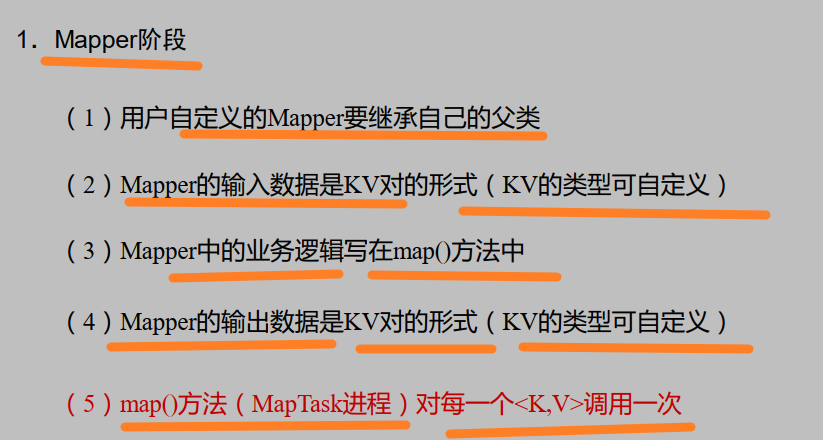 1．Mapper阶段
（1）用户自定义的Mapper要继承自己的父类
（2）Mapper的输入数据是KV对的形式（KV的类型可自定义）
（3）Mapper中的业务逻辑写在map()方法中
（4）Mapper的输出数据是KV对的形式（KV的类型可自定义）
（5）map()方法（MapTask进程）对每一个<K,V>调用一次